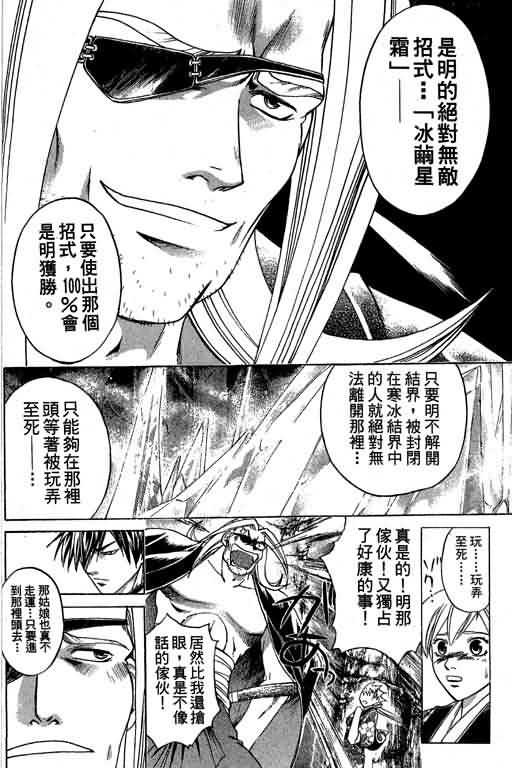 是明的絕對無敵
招式…「冰繭星
霜」——
只要使出那個
招式，100％會
是明獲勝。
只要明不解開
結界，被封閉
在寒冰結界中
的人就絕對無
法離開那裡…
只能夠在那裡
頭等著被玩弄
至死……
玩……玩弄
至死……
真是的！明那
傢伙！又獨占
了好康的事！
居然比我還搶
眼，真是不像
話的傢伙！
那姑娘也真不
走運…只要進
到那裡頭去…